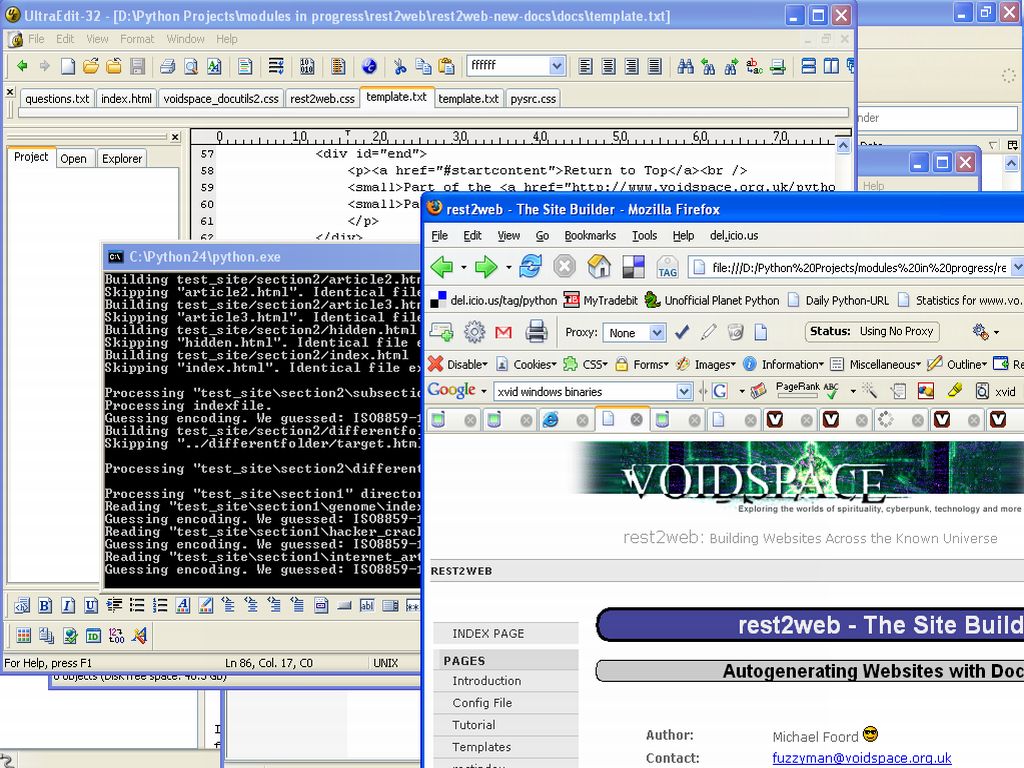 UltraEdit-32 - [D:\Python Projects\modules in progress\rest2web\rest2web-new-docs\docs\template.txt]
File Edit View Format Window Help
ffffff
questions.txt index.html voidspace_docutils2.css rest2web.css template.txt template.txt pysrc.css
Project Open Explorer
0 10 20 30 40 50 60 70
57 <div id="end">
58 <p><a href="#startcontent">Return to Top</a><br />
59 <small>Part of the <a href="http://www.voidspace.org.uk/pytho
60 <small>Pa
61 </p>
62 </div>
Help
C:\Python24\python.exe
Building test_site/section2/article2.htm
Skipping "article2.html". Identical file
Building test_site/section2/article3.htm
Skipping "article3.html". Identical file
Building test_site/section2/hidden.html
Skipping "hidden.html". Identical file e
Building test_site/section2/index.html
Skipping "index.html". Identical file ex
Processing "test_site\section2\subsectio
Processing indexfile.
Guessing encoding. We guessed: ISO8859-1
Building test_site/section2/differentfo
Skipping "../differentfolder/target.html
Processing "test_site\section2\different
Processing "test_site\section1" director
Reading "test_site\section1\genome\index
Guessing encoding. We guessed: ISO8859-1
Reading "test_site\section1\hacker_crack
Guessing encoding. We guessed: ISO8859-1
Reading "test_site\section1\internet_ar
Guessing encoding. We guessed: ISO8859-1
For Help, press F1 Ln 86, Col. 17, C0 UNIX
rest2web - The Site Builder - Mozilla Firefox
File Edit View Go Bookmarks Tools Help del.icio.us
TAG file:///D:/Python%20Projects/modules%20in%20progress/re
del.icio.us/tag/python MyTradebit Unofficial Planet Python Daily Python-URL Statistics for www.vo
Proxy: None Status: Using No Proxy
Disable Cookies CSS Forms Images Information Miscellaneous Outline Re
Google xvid windows binaries PageRank ABC xvid
VOIDSPACE
Exploring the worlds of spirituality, cyberpunk, technology and more
rest2web: Building Websites Across the Known Universe
REST2WEB
INDEX PAGE
PAGES
Introduction
Config File
Tutorial
Templates
rest2web - The Site Build
Autogenerating Websites with Doc
Author: Michael Foord
Contact: fuzzyman@voidspace.org.uk